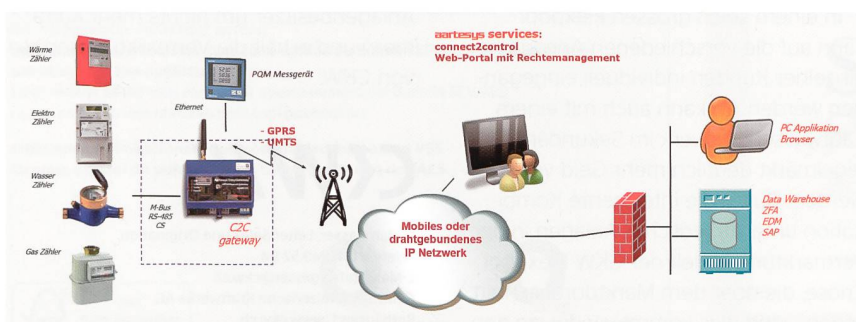 Wärme
Zähler
Elektro
Zähler
Wasser
Zähler
Gas Zähler
PQM Messgerät
Ethernet
- GPRS
- UMTS
M-Bus
RS-485
CS
C2C
gateway
aartesys services:
connect2control
Web-Portal mit Rechtemanagement
Mobiles oder
drahtgebundenes
IP Netzwerk
PC Applikation
Browser
Data Warehouse
ZFA
EDM
SAP